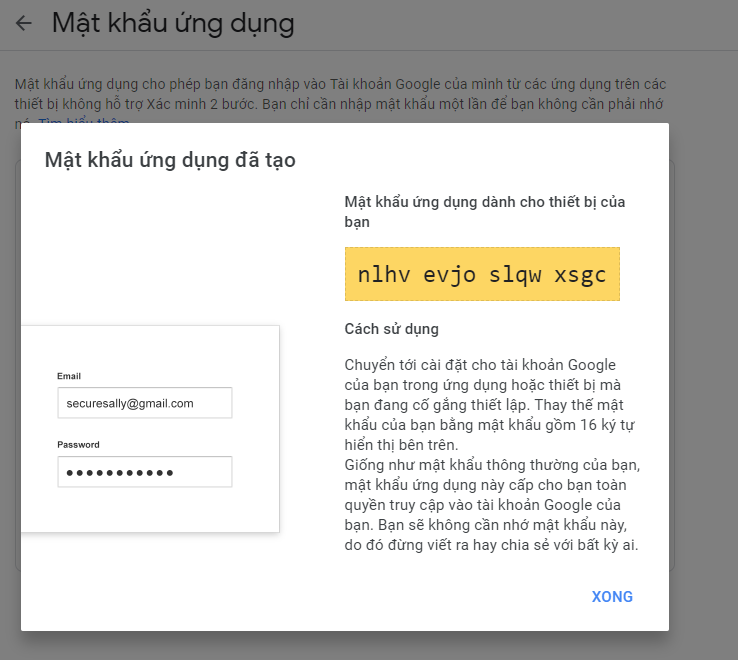 Mật khẩu ứng dụng
Mật khẩu ứng dụng cho phép bạn đăng nhập vào Tài khoản Google của mình từ các ứng dụng trên các
thiết bị không hỗ trợ Xác minh 2 bước. Bạn chỉ cần nhập mật khẩu một lần để bạn không cần phải nhớ
nó. Tìm hiểu thêm
Mật khẩu ứng dụng đã tạo
Mật khẩu ứng dụng dành cho thiết bị của
bạn
nlhv evjo slqw xsgc
Email
securesally@gmail.com
Password
Cách sử dụng
Chuyển tới cài đặt cho tài khoản Google
của bạn trong ứng dụng hoặc thiết bị mà
bạn đang cố gắng thiết lập. Thay thế mật
khẩu của bạn bằng mật khẩu gồm 16 ký tự
hiển thị bên trên.
Giống như mật khẩu thông thường của bạn,
mật khẩu ứng dụng này cấp cho bạn toàn
quyền truy cập vào tài khoản Google của
bạn. Bạn sẽ không cần nhớ mật khẩu này,
do đó đừng viết ra hay chia sẻ với bất kỳ ai.
XONG